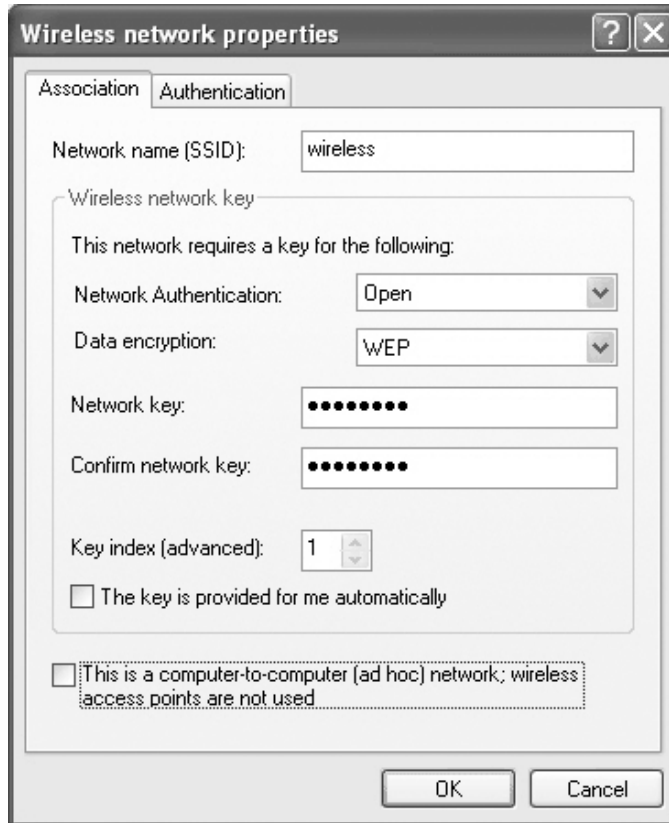 Wireless network properties
Association Authentication
Network name (SSID): wireless
Wireless network key
This network requires a key for the following:
Network Authentication: Open
Data encryption: WEP
Network key: ••••••••
Confirm network key: ••••••••
Key index (advanced): 1
The key is provided for me automatically
This is a computer-to-computer (ad hoc) network; wireless
access points are not used
OK Cancel